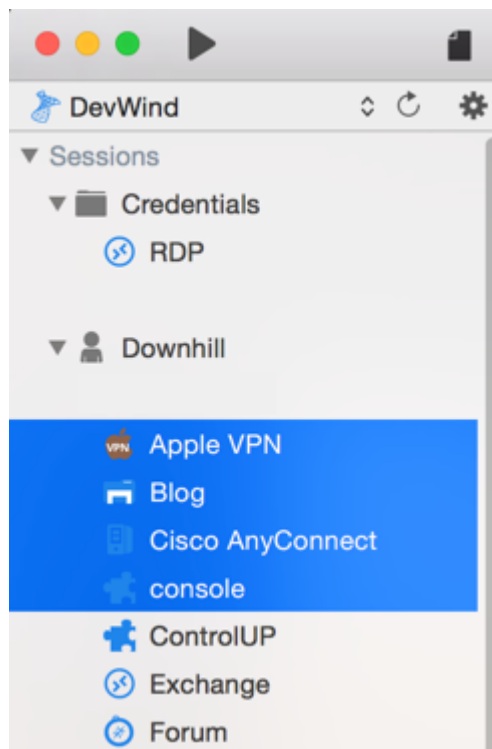 DevWind
Sessions
Credentials
RDP
Downhill
VPN Apple VPN
Blog
Cisco AnyConnect
console
ControlUP
Exchange
Forum